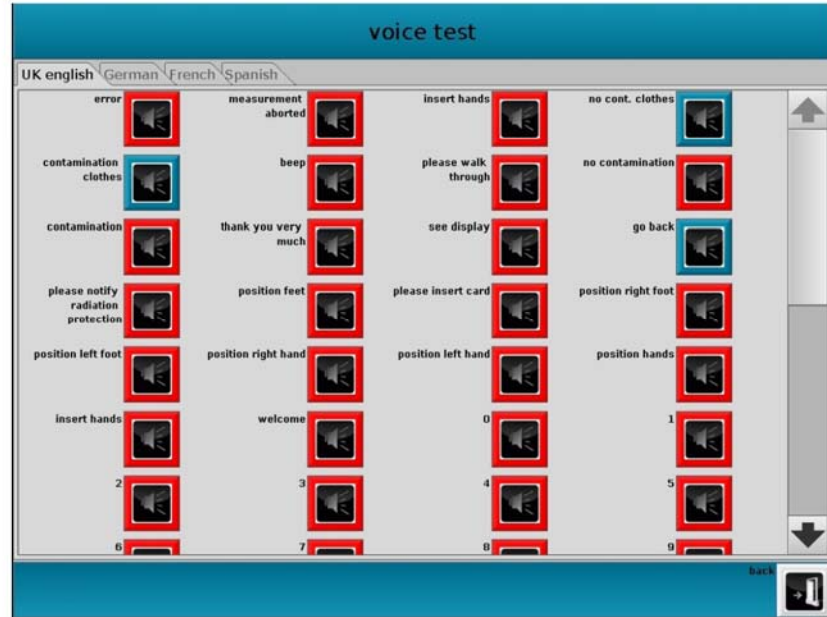 voice test
UK english German French Spanish
error
measurement
aborted
insert hands
no cont. clothes
contamination
clothes
beep
please walk
through
no contamination
contamination
thank you very
much
see display
go back
please notify
radiation
protection
position feet
please insert card
position right foot
position left foot
position right hand
position left hand
position hands
insert hands
welcome
0
1
2
3
4
5
6
7
8
9
back